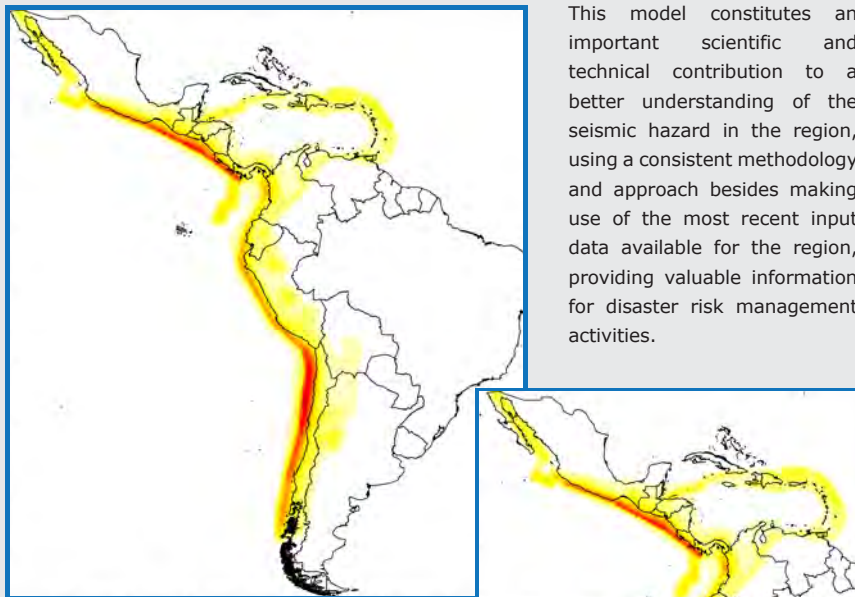 This model constitutes an
important scientific and
technical contribution to a
better understanding of the
seismic hazard in the region,
using a consistent methodology
and approach besides making
use of the most recent input
data available for the region,
providing valuable information
for disaster risk management
activities.